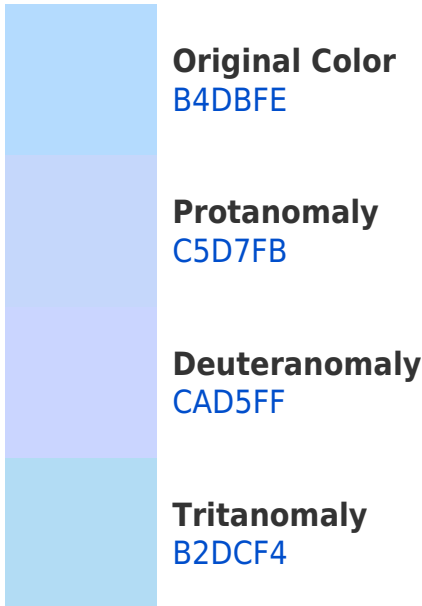 Original Color
B4DBFE
Protanomaly
C5D7FB
Deuteranomaly
CAD5FF
Tritanomaly
B2DCF4